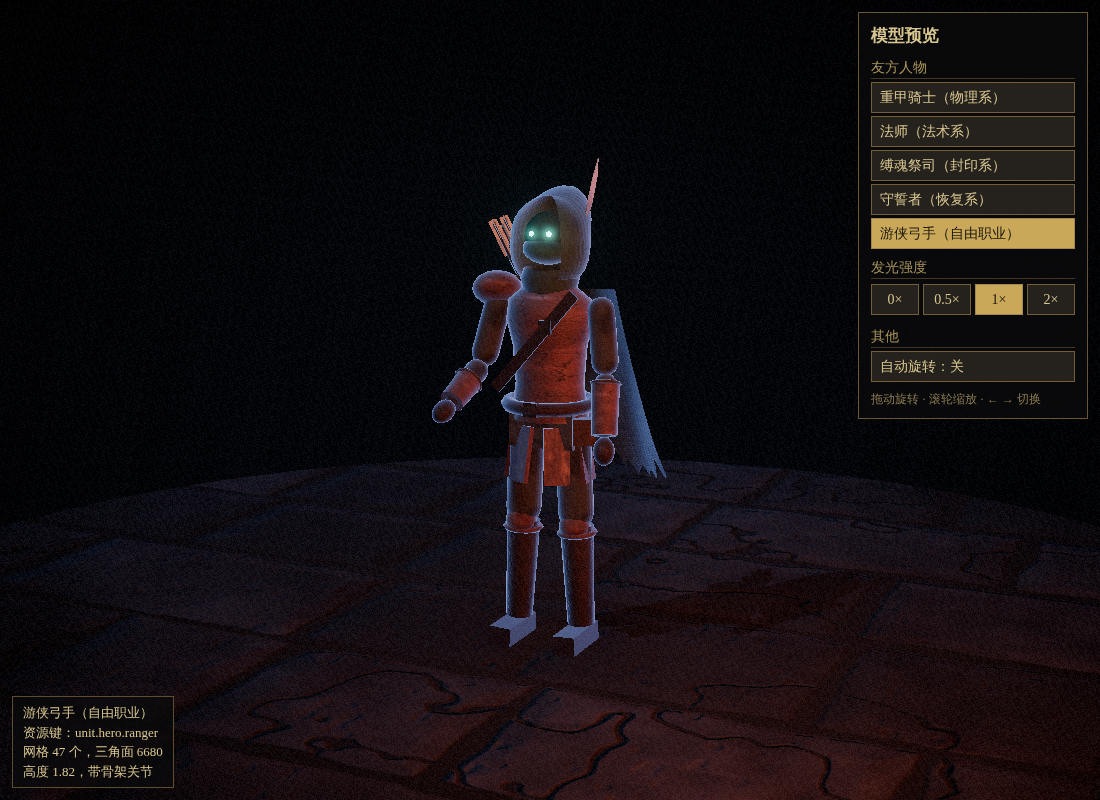 模型预览
友方人物
重甲骑士（物理系）
法师（法术系）
缚魂祭司（封印系）
守誓者（恢复系）
游侠弓手（自由职业）
发光强度
0× 0.5× 1× 2×
其他
自动旋转：关
拖动旋转 · 滚轮缩放 · ← → 切换
游侠弓手（自由职业）
资源键：unit.hero.ranger
网格 47 个，三角面 6680
高度 1.82，带骨架关节